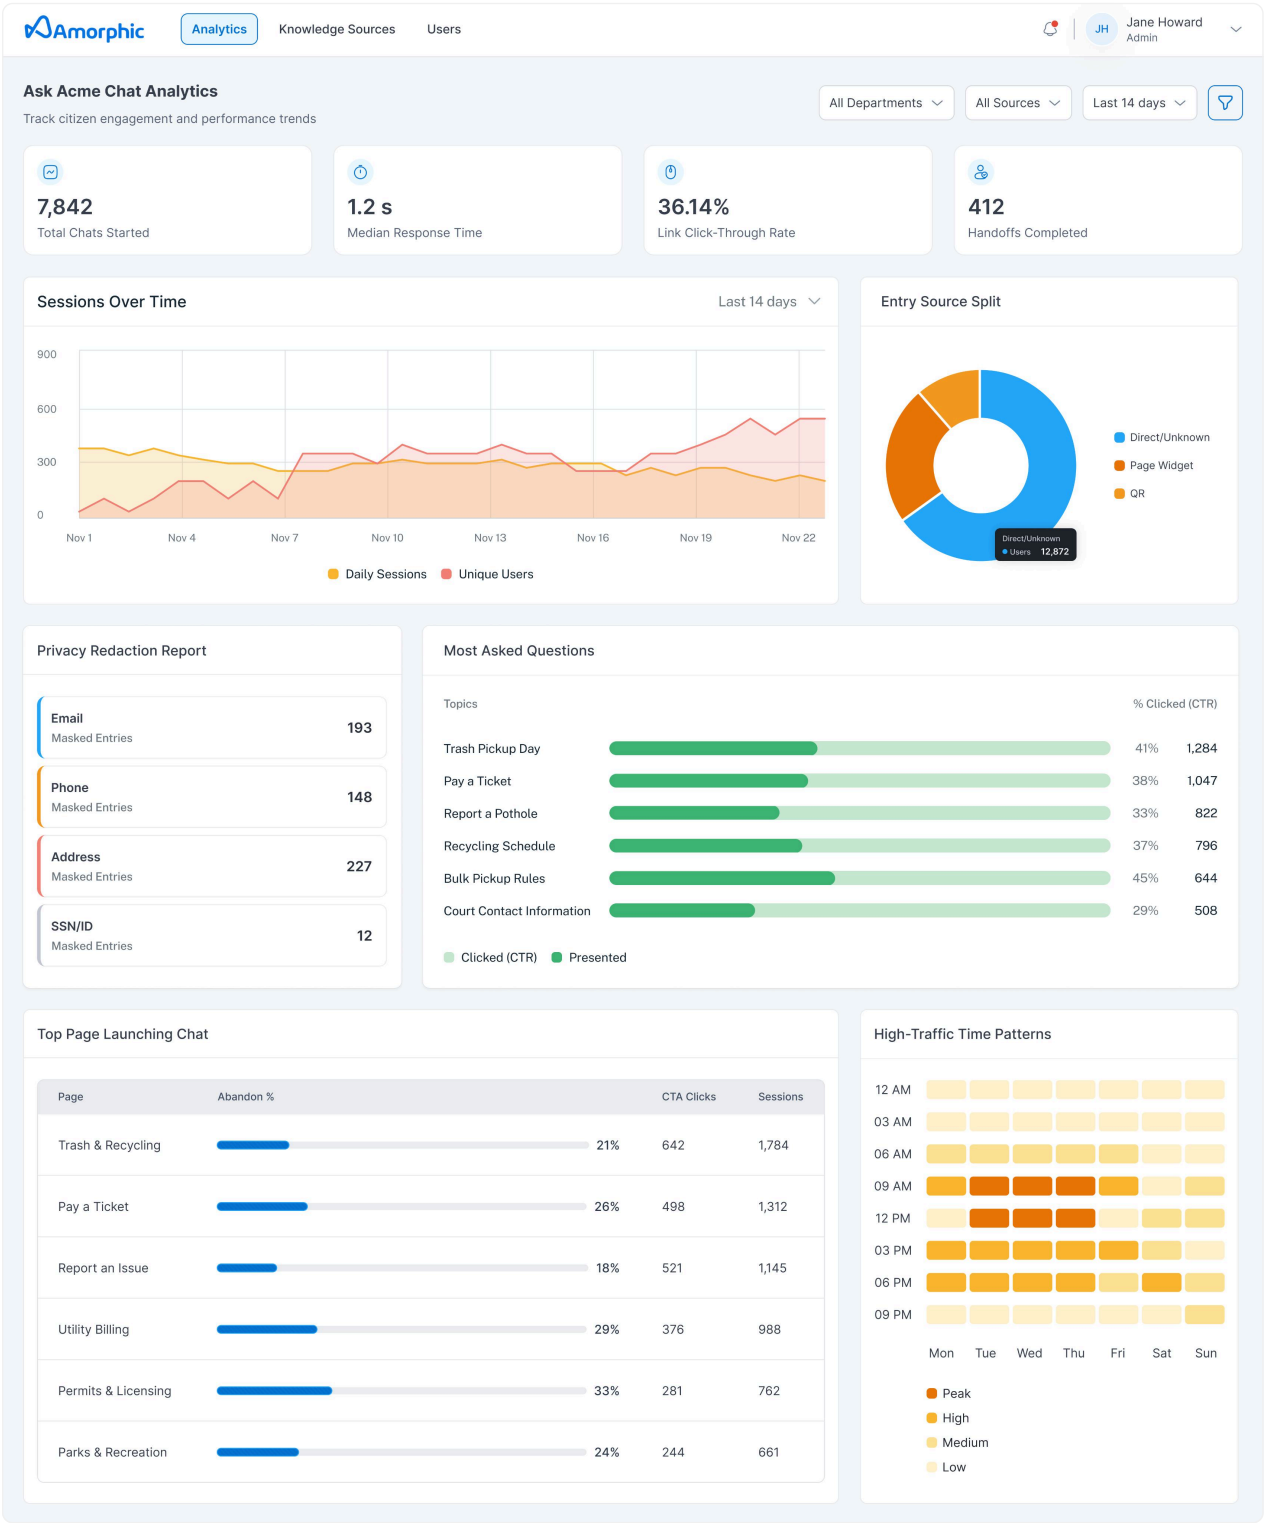 Amorphic
Analytics
Knowledge Sources
Users
JH
Jane Howard
Admin
Ask Acme Chat Analytics
Track citizen engagement and performance trends
All Departments
All Sources
Last 14 days
7,842
Total Chats Started
1.2 s
Median Response Time
36.14%
Link Click-Through Rate
412
Handoffs Completed
Sessions Over Time
Last 14 days
900
600
300
0
Nov 1 Nov 4 Nov 7 Nov 10 Nov 13 Nov 16 Nov 19 Nov 22
Daily Sessions Unique Users
Entry Source Split
Direct/Unknown
Page Widget
QR
Direct/Unknown
Users 12,872
Privacy Redaction Report
Email
Masked Entries
193
Phone
Masked Entries
148
Address
Masked Entries
227
SSN/ID
Masked Entries
12
Most Asked Questions
Topics % Clicked (CTR)
Trash Pickup Day 41% 1,284
Pay a Ticket 38% 1,047
Report a Pothole 33% 822
Recycling Schedule 37% 796
Bulk Pickup Rules 45% 644
Court Contact Information 29% 508
Clicked (CTR) Presented
Top Page Launching Chat
Page Abandon % CTA Clicks Sessions
Trash & Recycling 21% 642 1,784
Pay a Ticket 26% 498 1,312
Report an Issue 18% 521 1,145
Utility Billing 29% 376 988
Permits & Licensing 33% 281 762
Parks & Recreation 24% 244 661
High-Traffic Time Patterns
12 AM
03 AM
06 AM
09 AM
12 PM
03 PM
06 PM
09 PM
Mon Tue Wed Thu Fri Sat Sun
Peak
High
Medium
Low